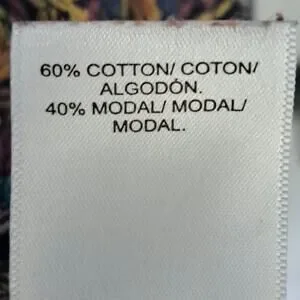 60% COTTON/ COTON/
ALGODÓN.
40% MODAL/ MODAL/
MODAL.